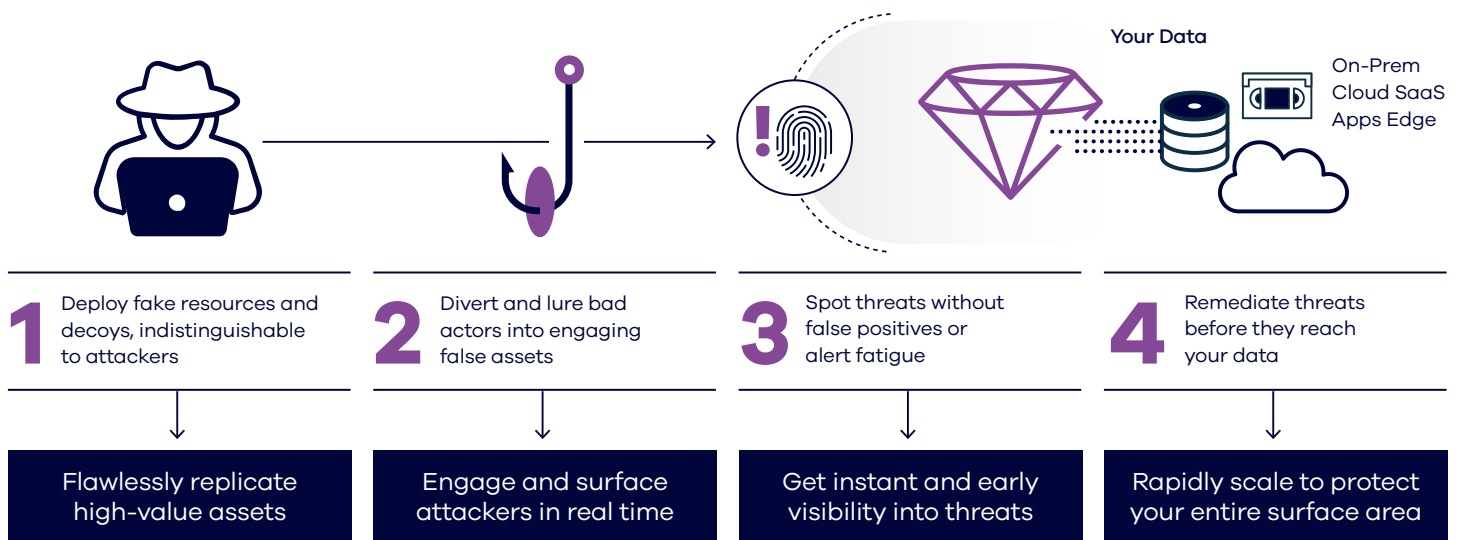 Your Data
On-Prem
Cloud SaaS
Apps Edge
!
1
Deploy fake resources and
decoys, indistinguishable
to attackers
2
Divert and lure bad
actors into engaging
false assets
3
Spot threats without
false positives or
alert fatigue
4
Remediate threats
before they reach
your data
Flawlessly replicate
high-value assets
Engage and surface
attackers in real time
Get instant and early
visibility into threats
Rapidly scale to protect
your entire surface area